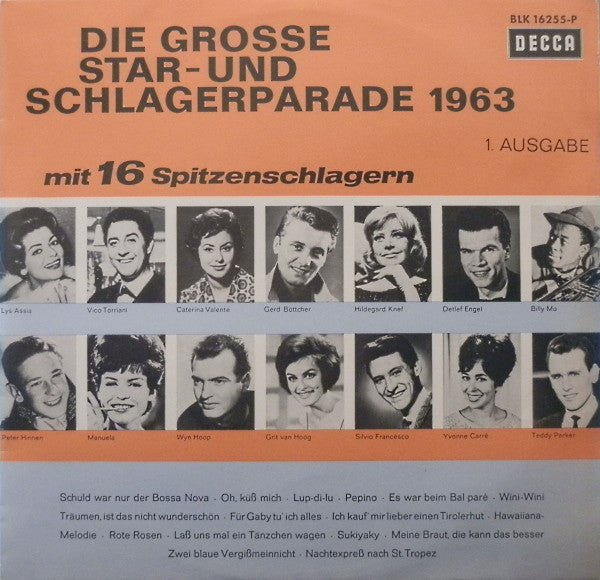 BLK 16255-P
DECCA
DIE GROSSE
STAR-UND
SCHLAGERPARADE 1963
1. AUSGABE
mit 16 Spitzenschlagern
Lys Assia Vico Torriani Caterina Valente Gerd Böttcher Hildegard Knef Detlef Engel Billy Mo
Peter Hinnen Manuela Wyn Hoop Grit van Hoog Silvio Francesco Yvonne Carré Teddy Parker
Schuld war nur der Bossa Nova · Oh, küß mich · Lup-di-lu · Pepino · Es war beim Bal paré · Wini-Wini
Träumen, ist das nicht wunderschön · Für Gaby tu' ich alles · Ich kauf' mir lieber einen Tirolerhut · Hawaiiana-
Melodie · Rote Rosen · Laß uns mal ein Tänzchen wagen · Sukiyaky · Meine Braut, die kann das besser
Zwei blaue Vergißmeinnicht · Nachtexpreß nach St. Tropez